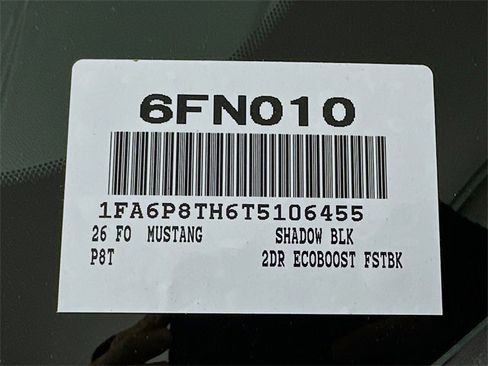 6FN010
1FA6P8TH6T5106455
26 FO MUSTANG SHADOW BLK
P8T 2DR ECOBOOST FSTBK